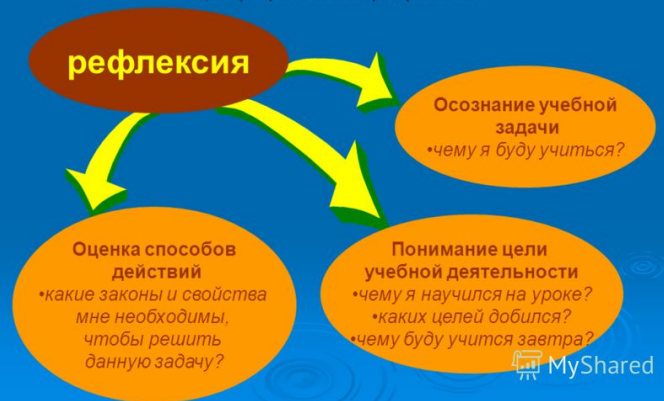 рефлексия
Осознание учебной
задачи
•чему я буду учиться?
Оценка способов
действий
•какие законы и свойства
мне необходимы,
чтобы решить
данную задачу?
Понимание цели
учебной деятельности
•чему я научился на уроке?
•каких целей добился?
•чему буду учится завтра?
MyShared